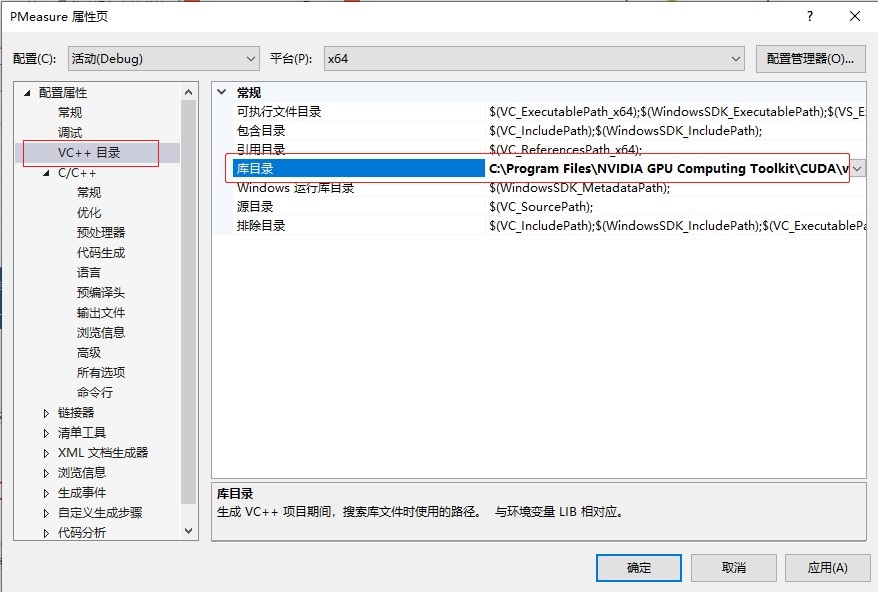 PMeasure 属性页
配置(C): 活动(Debug) 平台(P): x64 配置管理器(O)...
配置属性
常规
调试
VC++ 目录
C/C++
常规
优化
预处理器
代码生成
语言
预编译头
输出文件
浏览信息
高级
所有选项
命令行
链接器
清单工具
XML 文档生成器
浏览信息
生成事件
自定义生成步骤
代码分析
常规
可执行文件目录 $(VC_ExecutablePath_x64);$(WindowsSDK_ExecutablePath);$(VS_E
包含目录 $(VC_IncludePath);$(WindowsSDK_IncludePath);
引用目录 $(VC_ReferencesPath_x64);
库目录 C:\Program Files\NVIDIA GPU Computing Toolkit\CUDA\v
Windows 运行库目录 $(WindowsSDK_MetadataPath);
源目录 $(VC_SourcePath);
排除目录 $(VC_IncludePath);$(WindowsSDK_IncludePath);$(VC_ExecutablePa
库目录
生成 VC++ 项目期间，搜索库文件时使用的路径。 与环境变量 LIB 相对应。
确定 取消 应用(A)